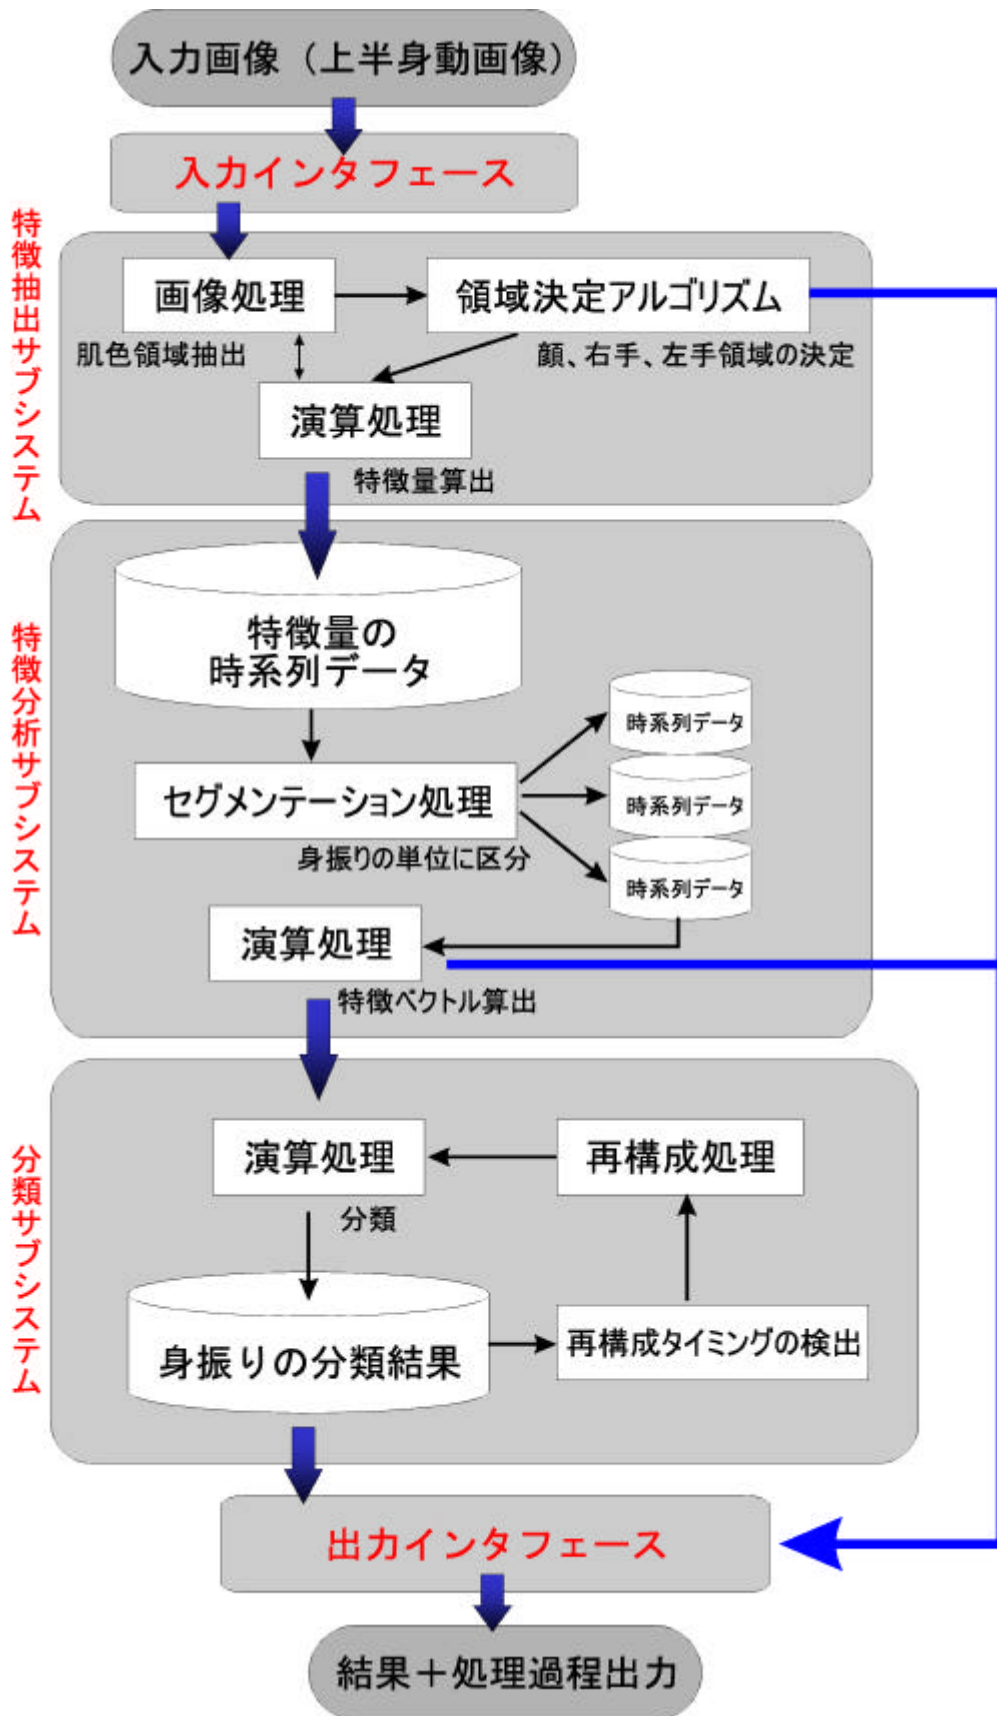 入力画像（上半身動画像）
入力インタフェース
特徴抽出サブシステム
画像処理
領域決定アルゴリズム
肌色領域抽出
顔、右手、左手領域の決定
演算処理
特徴量算出
特徴分析サブシステム
特徴量の
時系列データ
時系列データ
時系列データ
時系列データ
セグメンテーション処理
身振りの単位に区分
演算処理
特徴ベクトル算出
分類サブシステム
演算処理
再構成処理
分類
身振りの分類結果
再構成タイミングの検出
出力インタフェース
結果＋処理過程出力